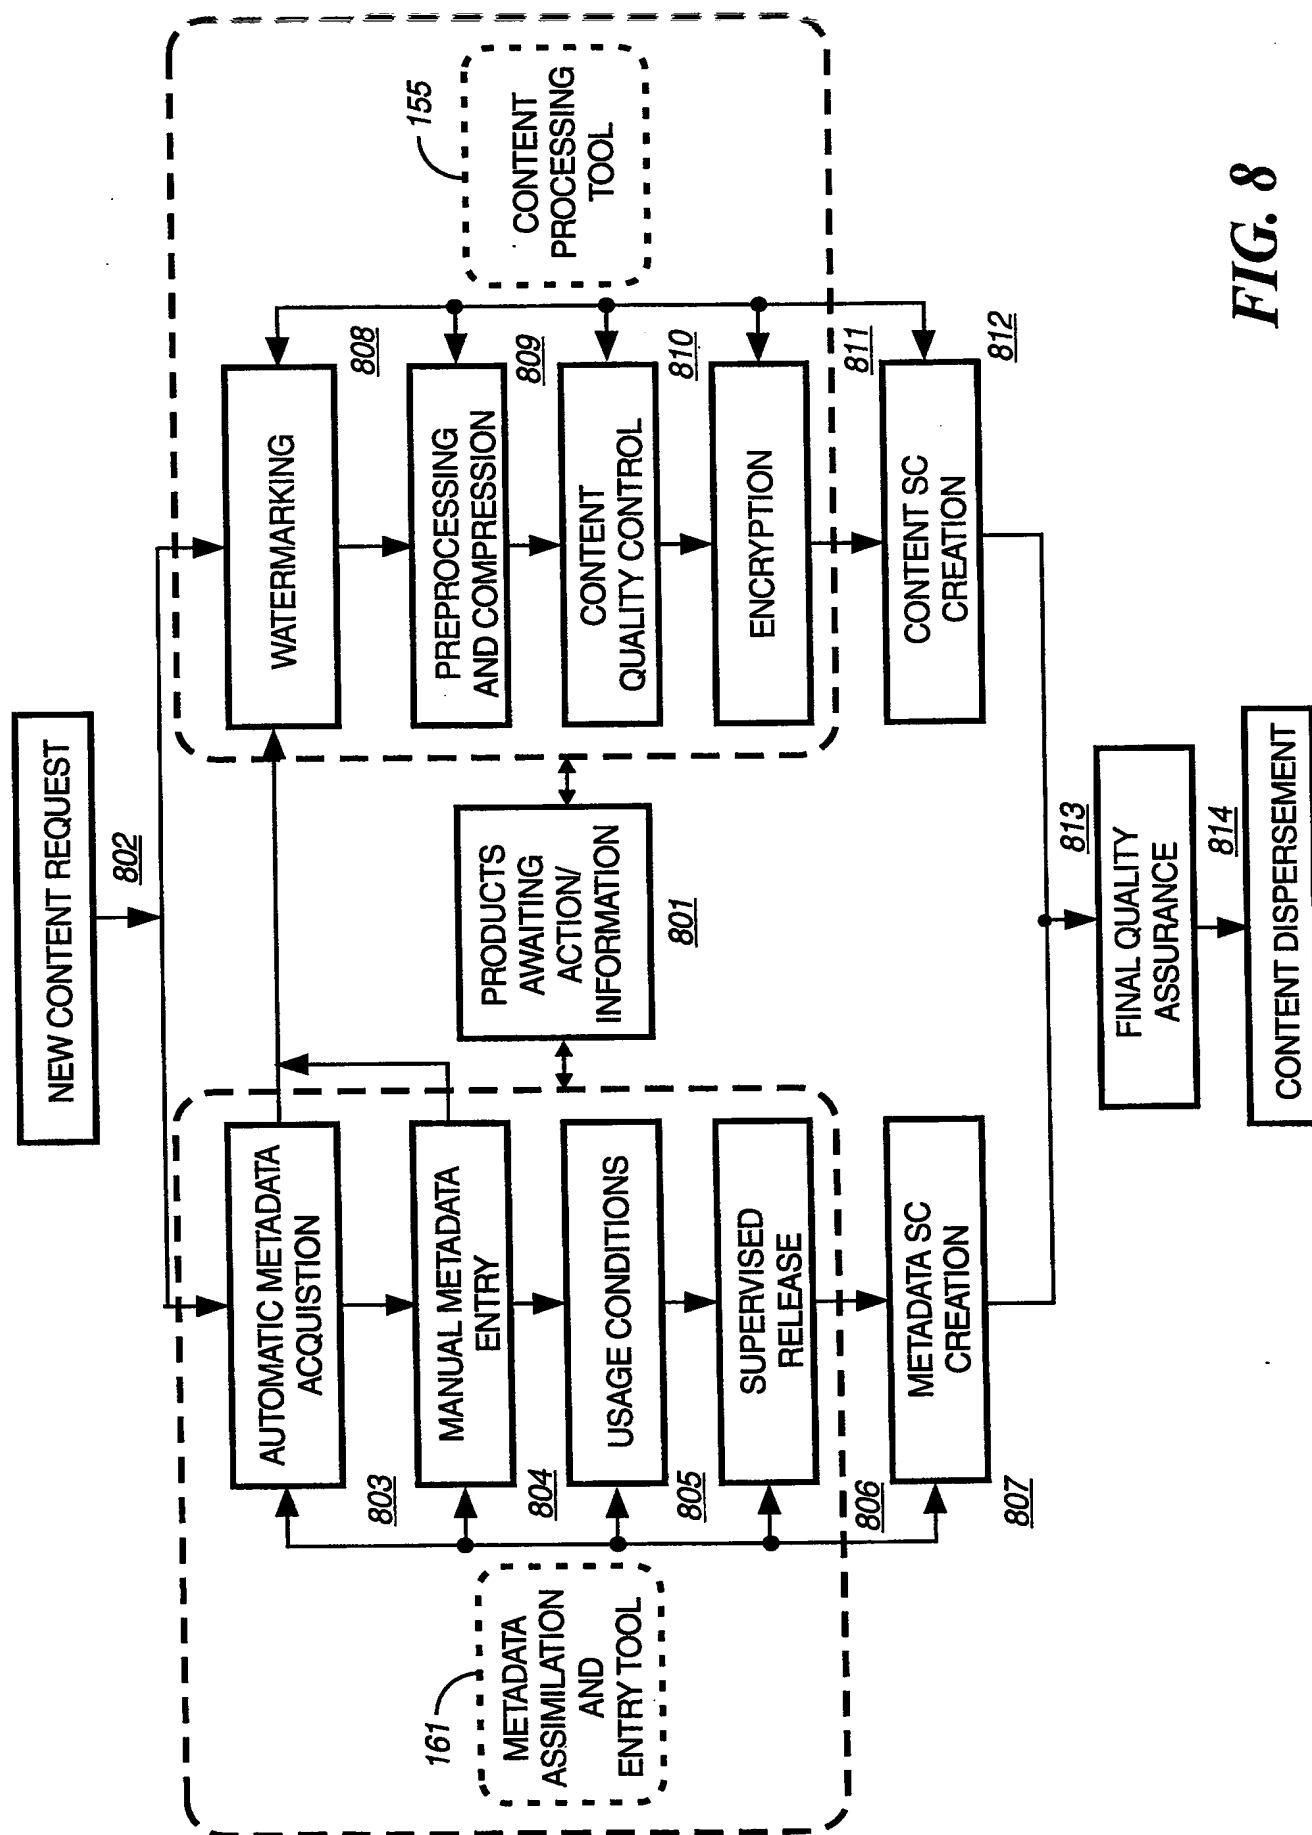 NEW CONTENT REQUEST
802
161
METADATA
ASSIMILATION
AND
ENTRY TOOL
AUTOMATIC METADATA
ACQUISTION
803
MANUAL METADATA
ENTRY
804
USAGE CONDITIONS
805
SUPERVISED
RELEASE
806
METADATA SC
CREATION
807
PRODUCTS
AWAITING
ACTION/
INFORMATION
801
WATERMARKING
808
PREPROCESSING
AND COMPRESSION
809
CONTENT
QUALITY CONTROL
810
ENCRYPTION
811
CONTENT SC
CREATION
812
155
CONTENT
PROCESSING
TOOL
813
FINAL QUALITY
ASSURANCE
814
CONTENT DISPERSEMENT
FIG. 8